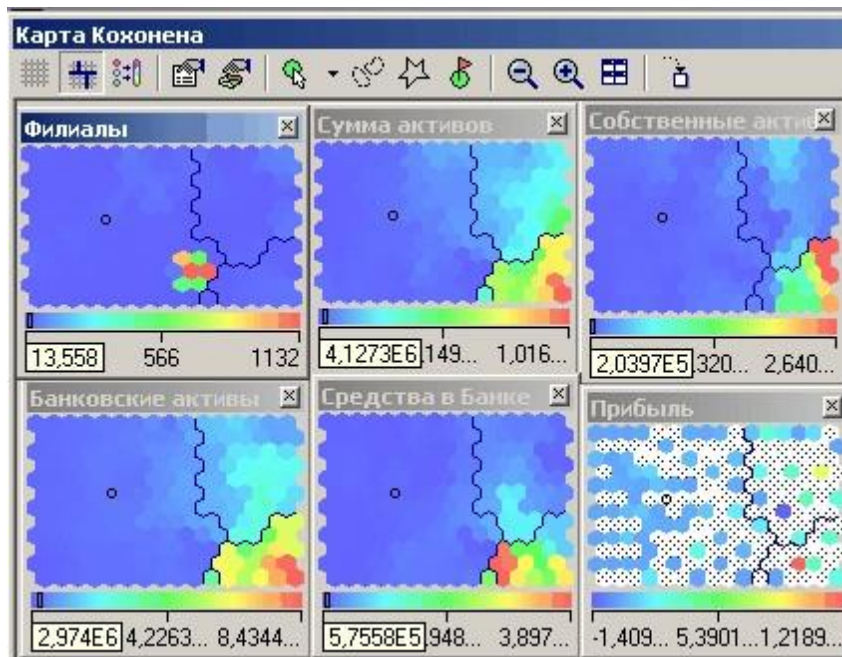 Карта Кохонена
Филиалы
Сумма активов
Собственные актив
13,558 566 1132
4,1273E6 ,149... 1,016...
2,0397E5 ,320... 2,640...
Банковские активы
Средства в Банке
Прибыль
2,974E6 4,2263... 8,4344...
5,7558E5 ,948... 3,897...
-1,409... 5,3901... 1,2189...